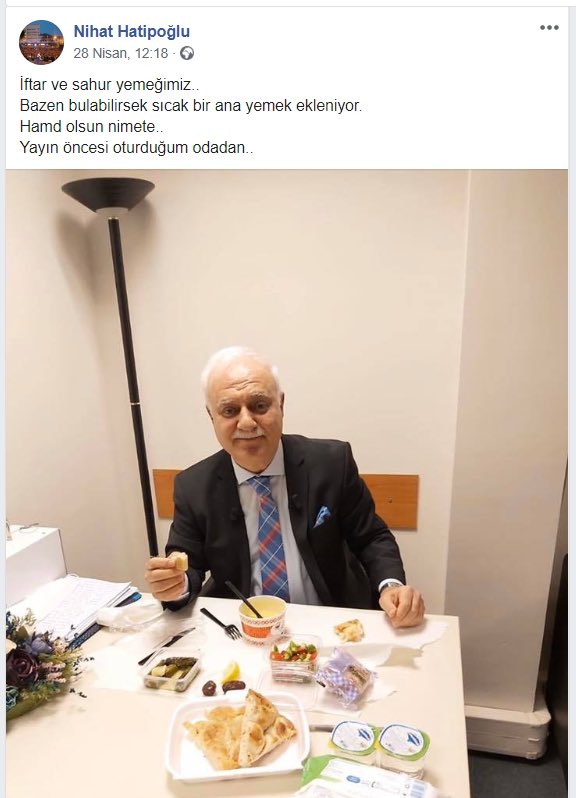 Nihat Hatipoğlu
28 Nisan, 12:18 ·
İftar ve sahur yemeğimiz..
Bazen bulabilirsek sıcak bir ana yemek ekleniyor.
Hamd olsun nimete..
Yayın öncesi oturduğum odadan..